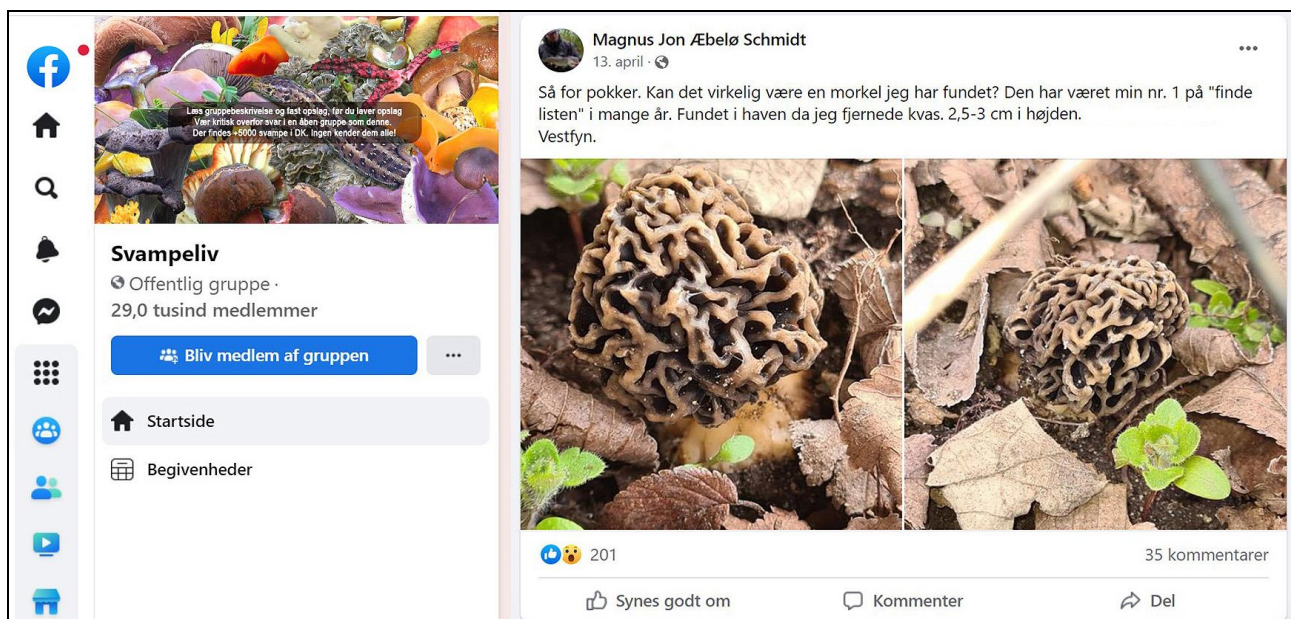 Læs gruppebeskrivelse og fast opslag, før du laver opslag
Vær kritisk overfor svar i en åben gruppe som denne.
Der findes +5000 svampe i DK. Ingen kender dem alle!
Svampeliv
Offentlig gruppe ·
29,0 tusind medlemmer
Bliv medlem af gruppen
Startside
Begivenheder
Magnus Jon Æbelø Schmidt
13. april ·
Så for pokker. Kan det virkelig være en morkel jeg har fundet? Den har været min nr. 1 på "finde
listen" i mange år. Fundet i haven da jeg fjernede kvas. 2,5-3 cm i højden.
Vestfyn.
201
35 kommentarer
Synes godt om
Kommenter
Del